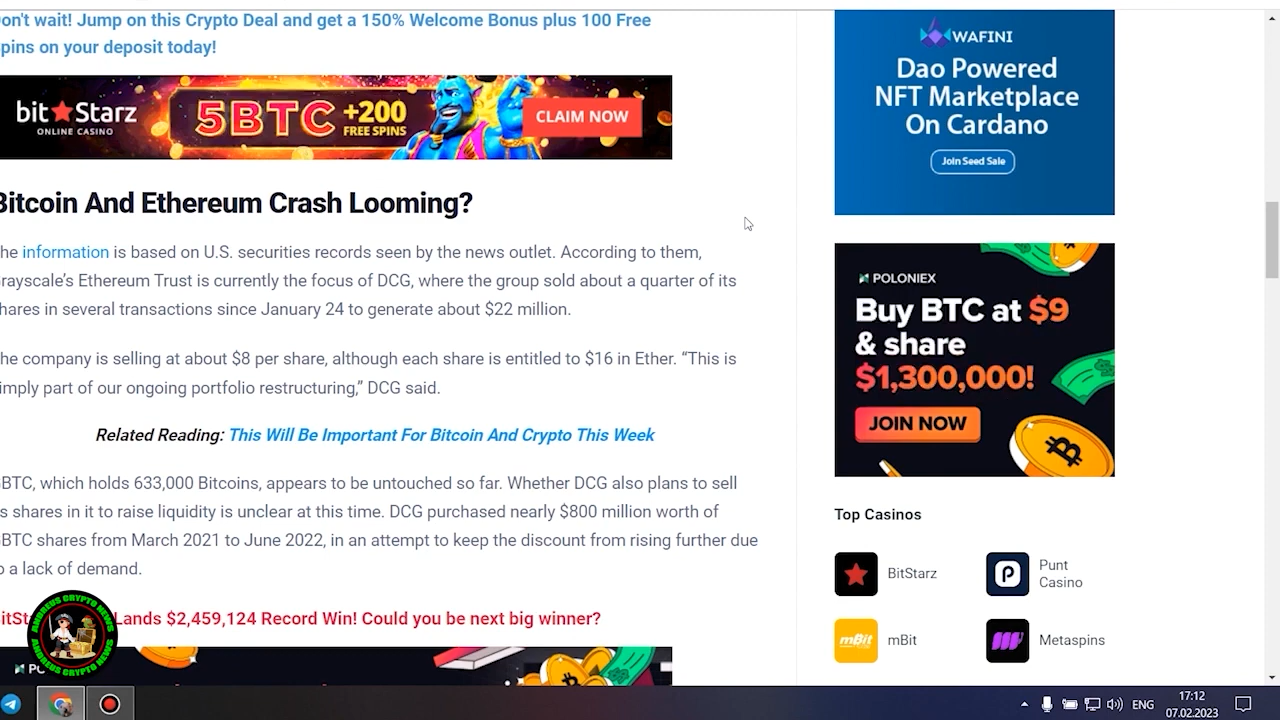 on't wait! Jump on this Crypto Deal and get a 150% Welcome Bonus plus 100 Free
pins on your deposit today!
bit Starz
ONLINE CASINO
5BTC +200
FREE SPINS
CLAIM NOW
Bitcoin And Ethereum Crash Looming?
he information is based on U.S. securities records seen by the news outlet. According to them,
rayscale's Ethereum Trust is currently the focus of DCG, where the group sold about a quarter of its
hares in several transactions since January 24 to generate about $22 million.
he company is selling at about $8 per share, although each share is entitled to $16 in Ether. “This is
imply part of our ongoing portfolio restructuring,” DCG said.
Related Reading: This Will Be Important For Bitcoin And Crypto This Week
BTC, which holds 633,000 Bitcoins, appears to be untouched so far. Whether DCG also plans to sell
s shares in it to raise liquidity is unclear at this time. DCG purchased nearly $800 million worth of
BTC shares from March 2021 to June 2022, in an attempt to keep the discount from rising further due
o a lack of demand.
itSt Lands $2,459,124 Record Win! Could you be next big winner?
ANDREUS CRYPTO NEWS
ANDREUS CRYPTO NEWS
WAFINI
Dao Powered
NFT Marketplace
On Cardano
Join Seed Sale
POLONIEX
Buy BTC at $9
& share
$1,300,000!
JOIN NOW
Top Casinos
BitStarz
Punt
Casino
mBit
mBit
Metaspins
ENG
17:12
07.02.2023